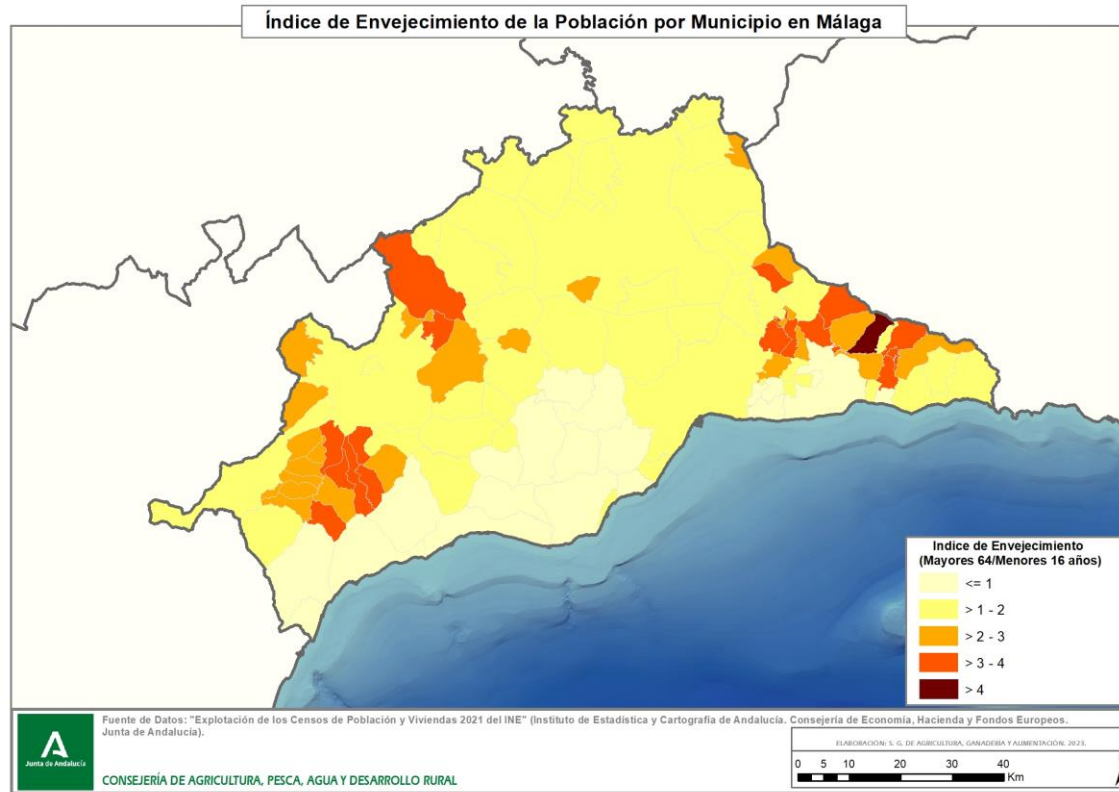 Índice de Envejecimiento de la Población por Municipio en Málaga
Indice de Envejecimiento
(Mayores 64/Menores 16 años)
<= 1
> 1 - 2
> 2 - 3
> 3 - 4
> 4
Junta de Andalucía
Fuente de Datos: "Explotación de los Censos de Población y Viviendas 2021 del INE" (Instituto de Estadística y Cartografía de Andalucía. Consejería de Economía, Hacienda y Fondos Europeos.
Junta de Andalucía).
CONSEJERÍA DE AGRICULTURA, PESCA, AGUA Y DESARROLLO RURAL
ELABORACIÓN: S. G. DE AGRICULTURA, GANADERÍA Y ALIMENTACIÓN. 2023.
0 5 10 20 30 40
Km